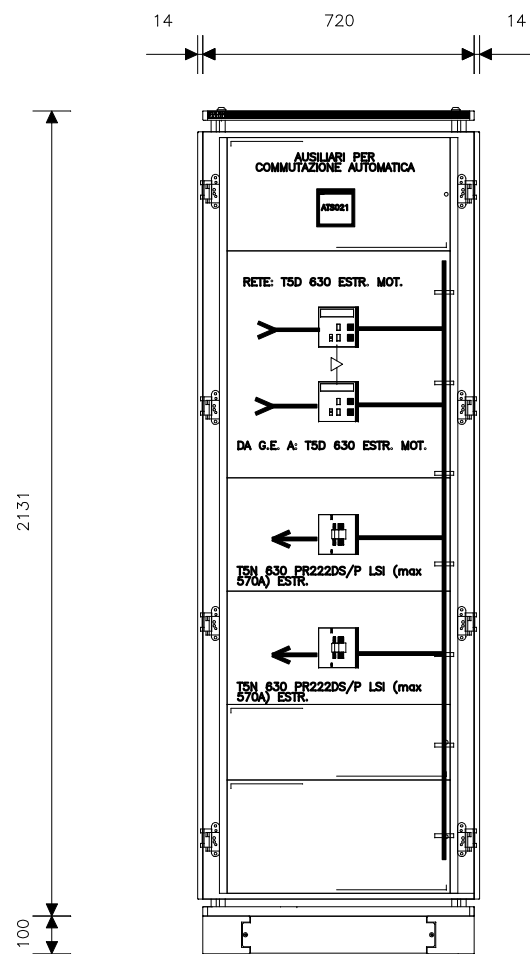 14 720 14
AUSILIARI PER
COMMUTAZIONE AUTOMATICA
ATS021
RETE: T5D 630 ESTR. MOT.
DA G.E. A: T5D 630 ESTR. MOT.
2131
T5N 630 PR222DS/P LSI (max
570A) ESTR.
T5N 630 PR222DS/P LSI (max
570A) ESTR.
100